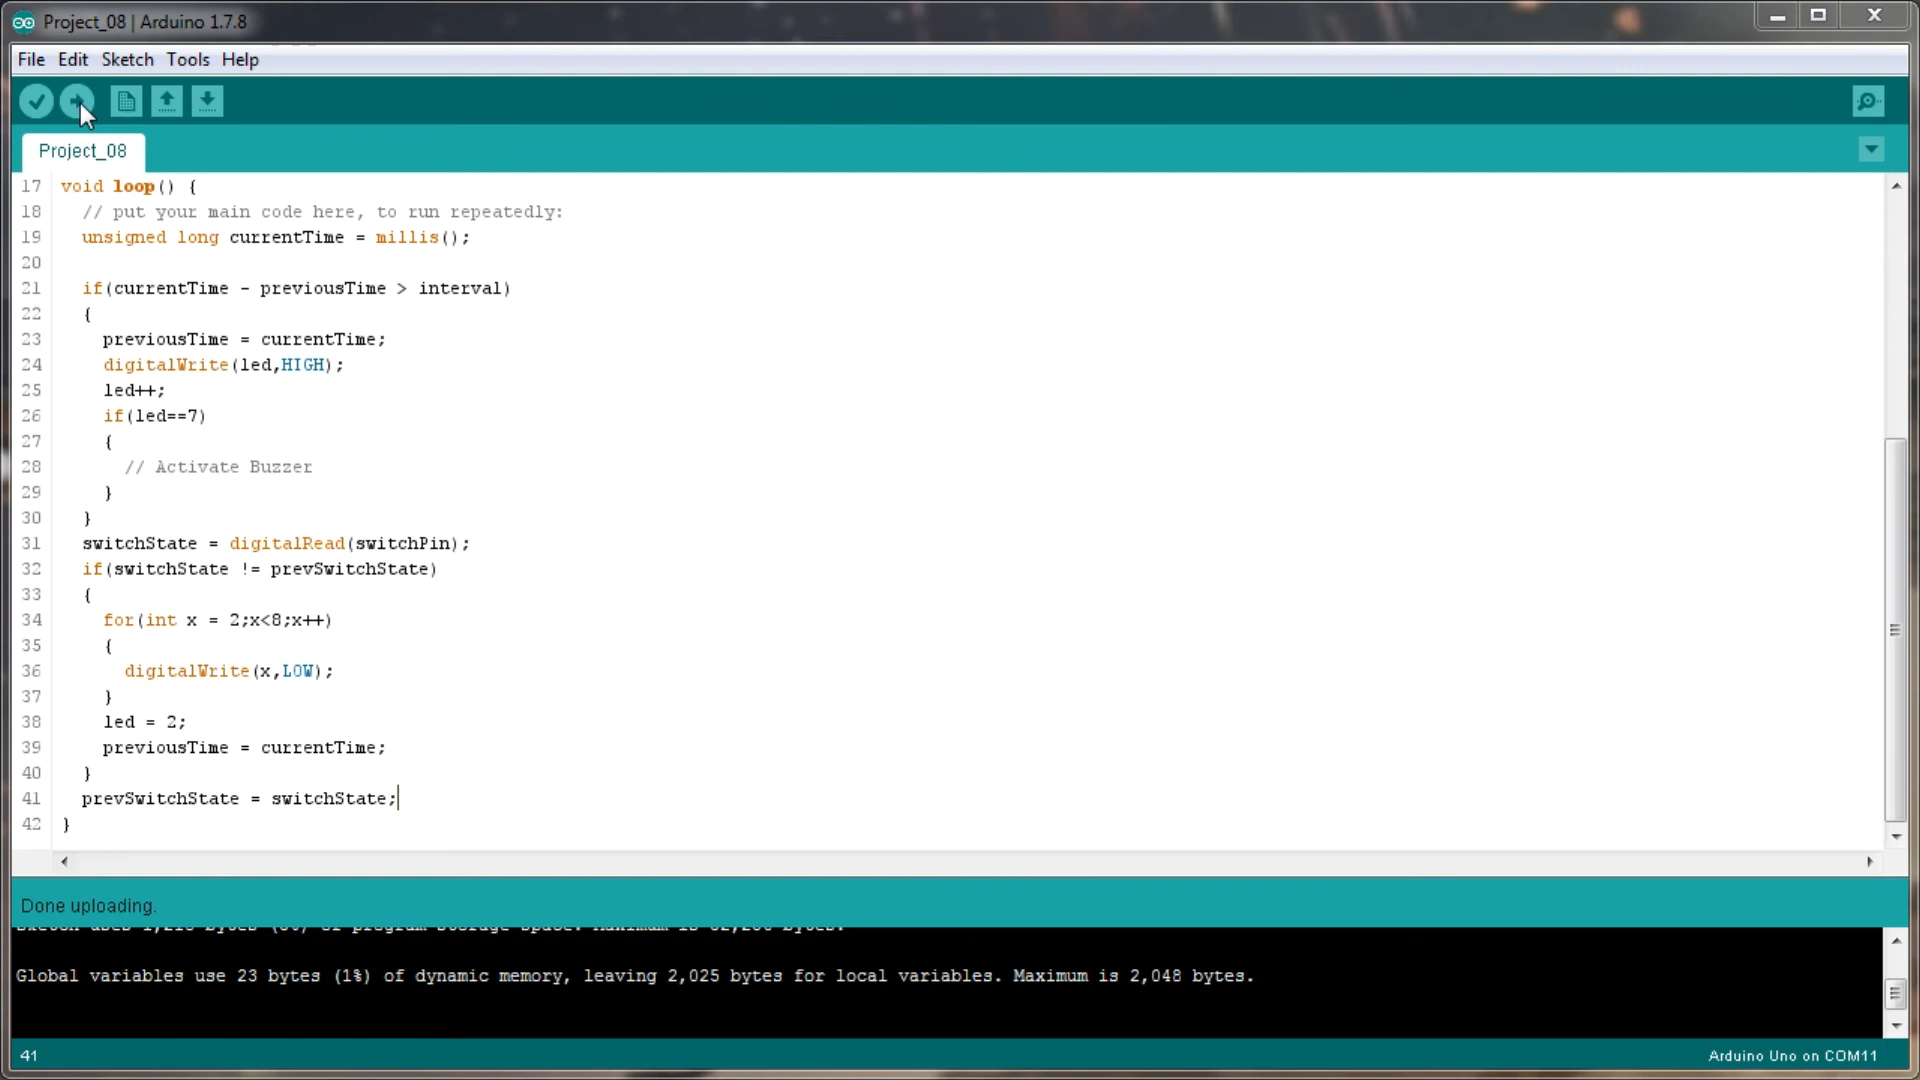 Project_08 | Arduino 1.7.8
File Edit Sketch Tools Help
Project_08
17 void loop() {
18 // put your main code here, to run repeatedly:
19 unsigned long currentTime = millis();
20
21 if(currentTime - previousTime > interval)
22 {
23 previousTime = currentTime;
24 digitalWrite(led,HIGH);
25 led++;
26 if(led==7)
27 {
28 // Activate Buzzer
29 }
30 }
31 switchState = digitalRead(switchPin);
32 if(switchState != prevSwitchState)
33 {
34 for(int x = 2;x<8;x++)
35 {
36 digitalWrite(x,LOW);
37 }
38 led = 2;
39 previousTime = currentTime;
40 }
41 prevSwitchState = switchState;
42 }
Done uploading.
Global variables use 23 bytes (1%) of dynamic memory, leaving 2,025 bytes for local variables. Maximum is 2,048 bytes.
41
Arduino Uno on COM11